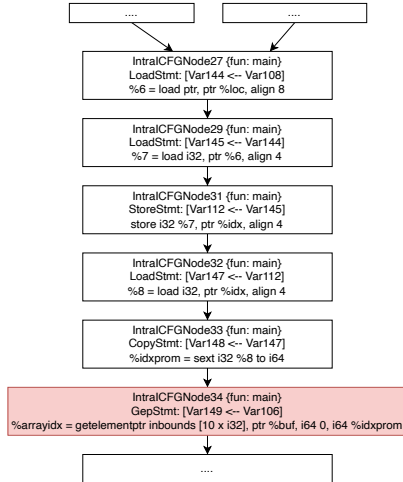 ....
....
IntraICFGNode27 {fun: main}
LoadStmt: [Var144 <-- Var108]
%6 = load ptr, ptr %loc, align 8
IntraICFGNode29 {fun: main}
LoadStmt: [Var145 <-- Var144]
%7 = load i32, ptr %6, align 4
IntraICFGNode31 {fun: main}
StoreStmt: [Var112 <-- Var145]
store i32 %7, ptr %idx, align 4
IntraICFGNode32 {fun: main}
LoadStmt: [Var147 <-- Var112]
%8 = load i32, ptr %idx, align 4
IntraICFGNode33 {fun: main}
CopyStmt: [Var148 <-- Var147]
%idxprom = sext i32 %8 to i64
IntraICFGNode34 {fun: main}
GepStmt: [Var149 <-- Var106]
%arrayidx = getelementptr inbounds [10 x i32], ptr %buf, i64 0, i64 %idxprom
....